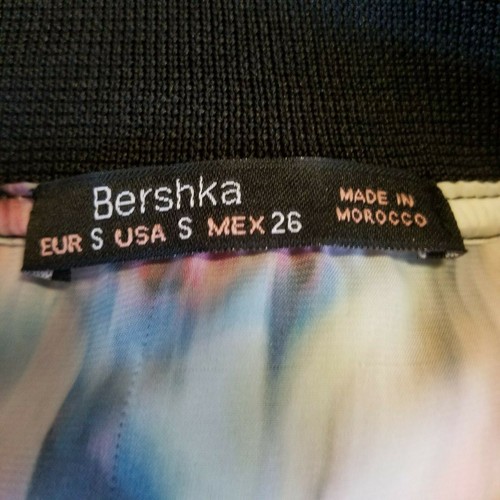 Bershka
EUR S USA S MEX 26
MADE IN
MOROCCO